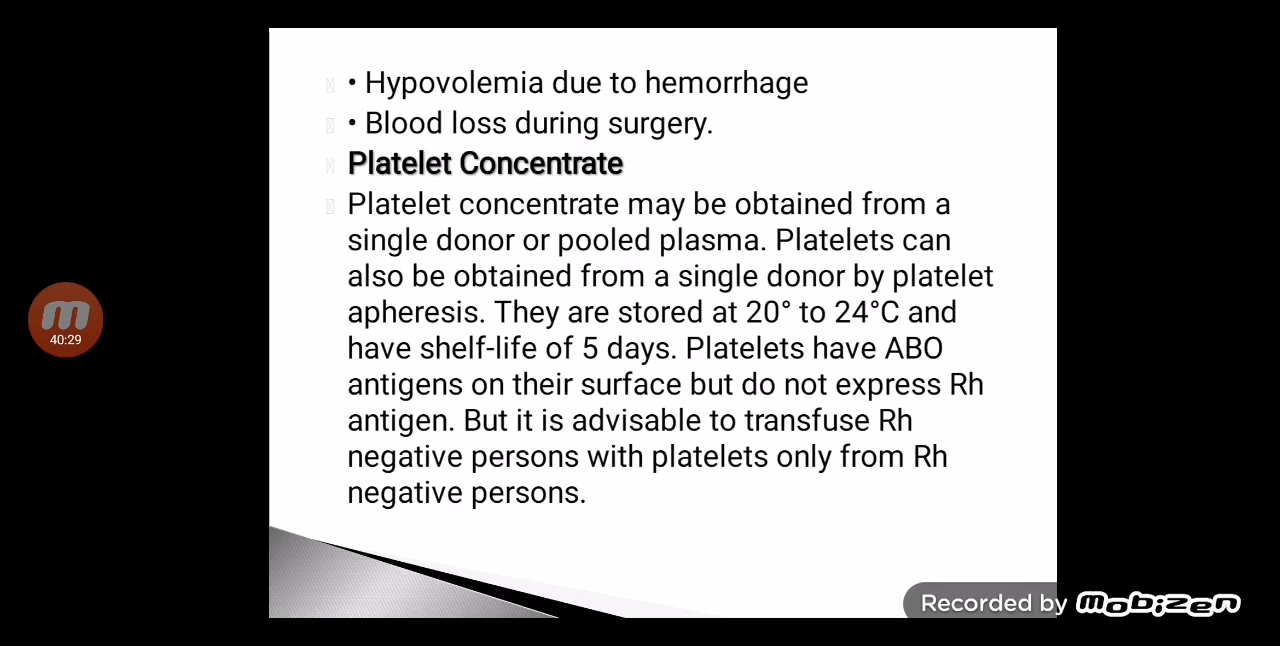 • Hypovolemia due to hemorrhage
• Blood loss during surgery.
Platelet Concentrate
Platelet concentrate may be obtained from a
single donor or pooled plasma. Platelets can
also be obtained from a single donor by platelet
apheresis. They are stored at 20° to 24°C and
have shelf-life of 5 days. Platelets have ABO
antigens on their surface but do not express Rh
antigen. But it is advisable to transfuse Rh
negative persons with platelets only from Rh
negative persons.
m
40:29
Recorded by mobizen